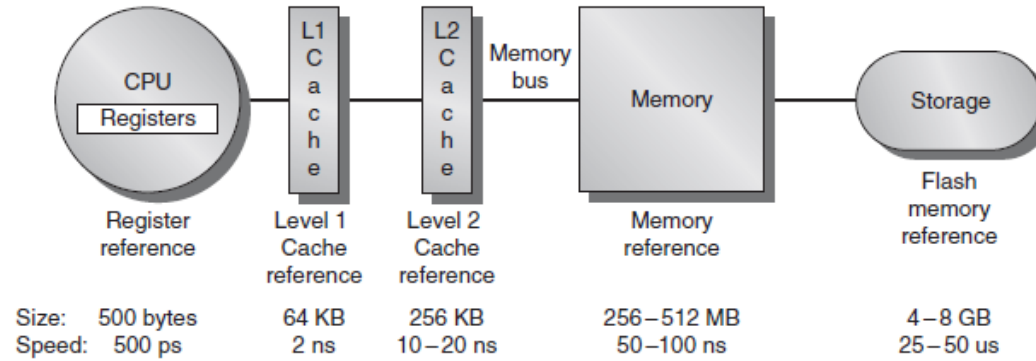 CPU
Registers
L1
C
a
c
h
e
L2
C
a
c
h
e
Memory
bus
Memory
Storage
Register
reference
Level 1
Cache
reference
Level 2
Cache
reference
Memory
reference
Flash
memory
reference
Size: 500 bytes 64 KB 256 KB 256–512 MB 4–8 GB
Speed: 500 ps 2 ns 10–20 ns 50–100 ns 25–50 us